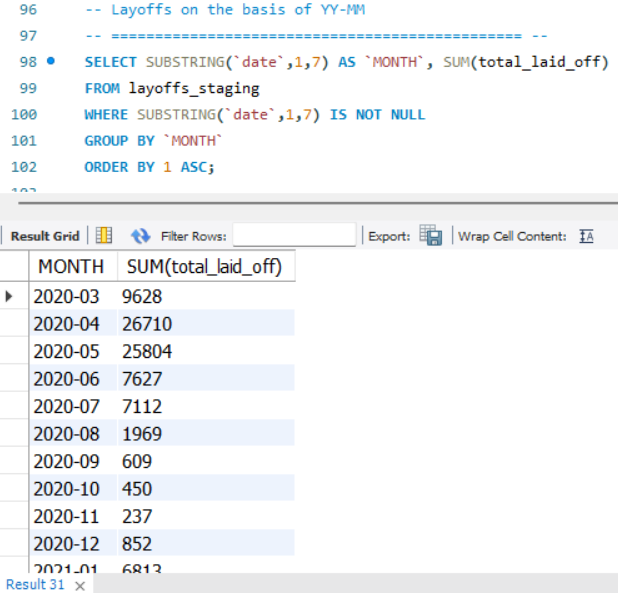 96 -- Layoffs on the basis of YY-MM
97 -- =============================================== --
98 SELECT SUBSTRING(`date`,1,7) AS `MONTH`, SUM(total_laid_off)
99 FROM layoffs_staging
100 WHERE SUBSTRING(`date`,1,7) IS NOT NULL
101 GROUP BY `MONTH`
102 ORDER BY 1 ASC;
Result Grid Filter Rows: Export: Wrap Cell Content:
MONTH SUM(total_laid_off)
2020-03 9628
2020-04 26710
2020-05 25804
2020-06 7627
2020-07 7112
2020-08 1969
2020-09 609
2020-10 450
2020-11 237
2020-12 852
2021-01 6813
Result 31